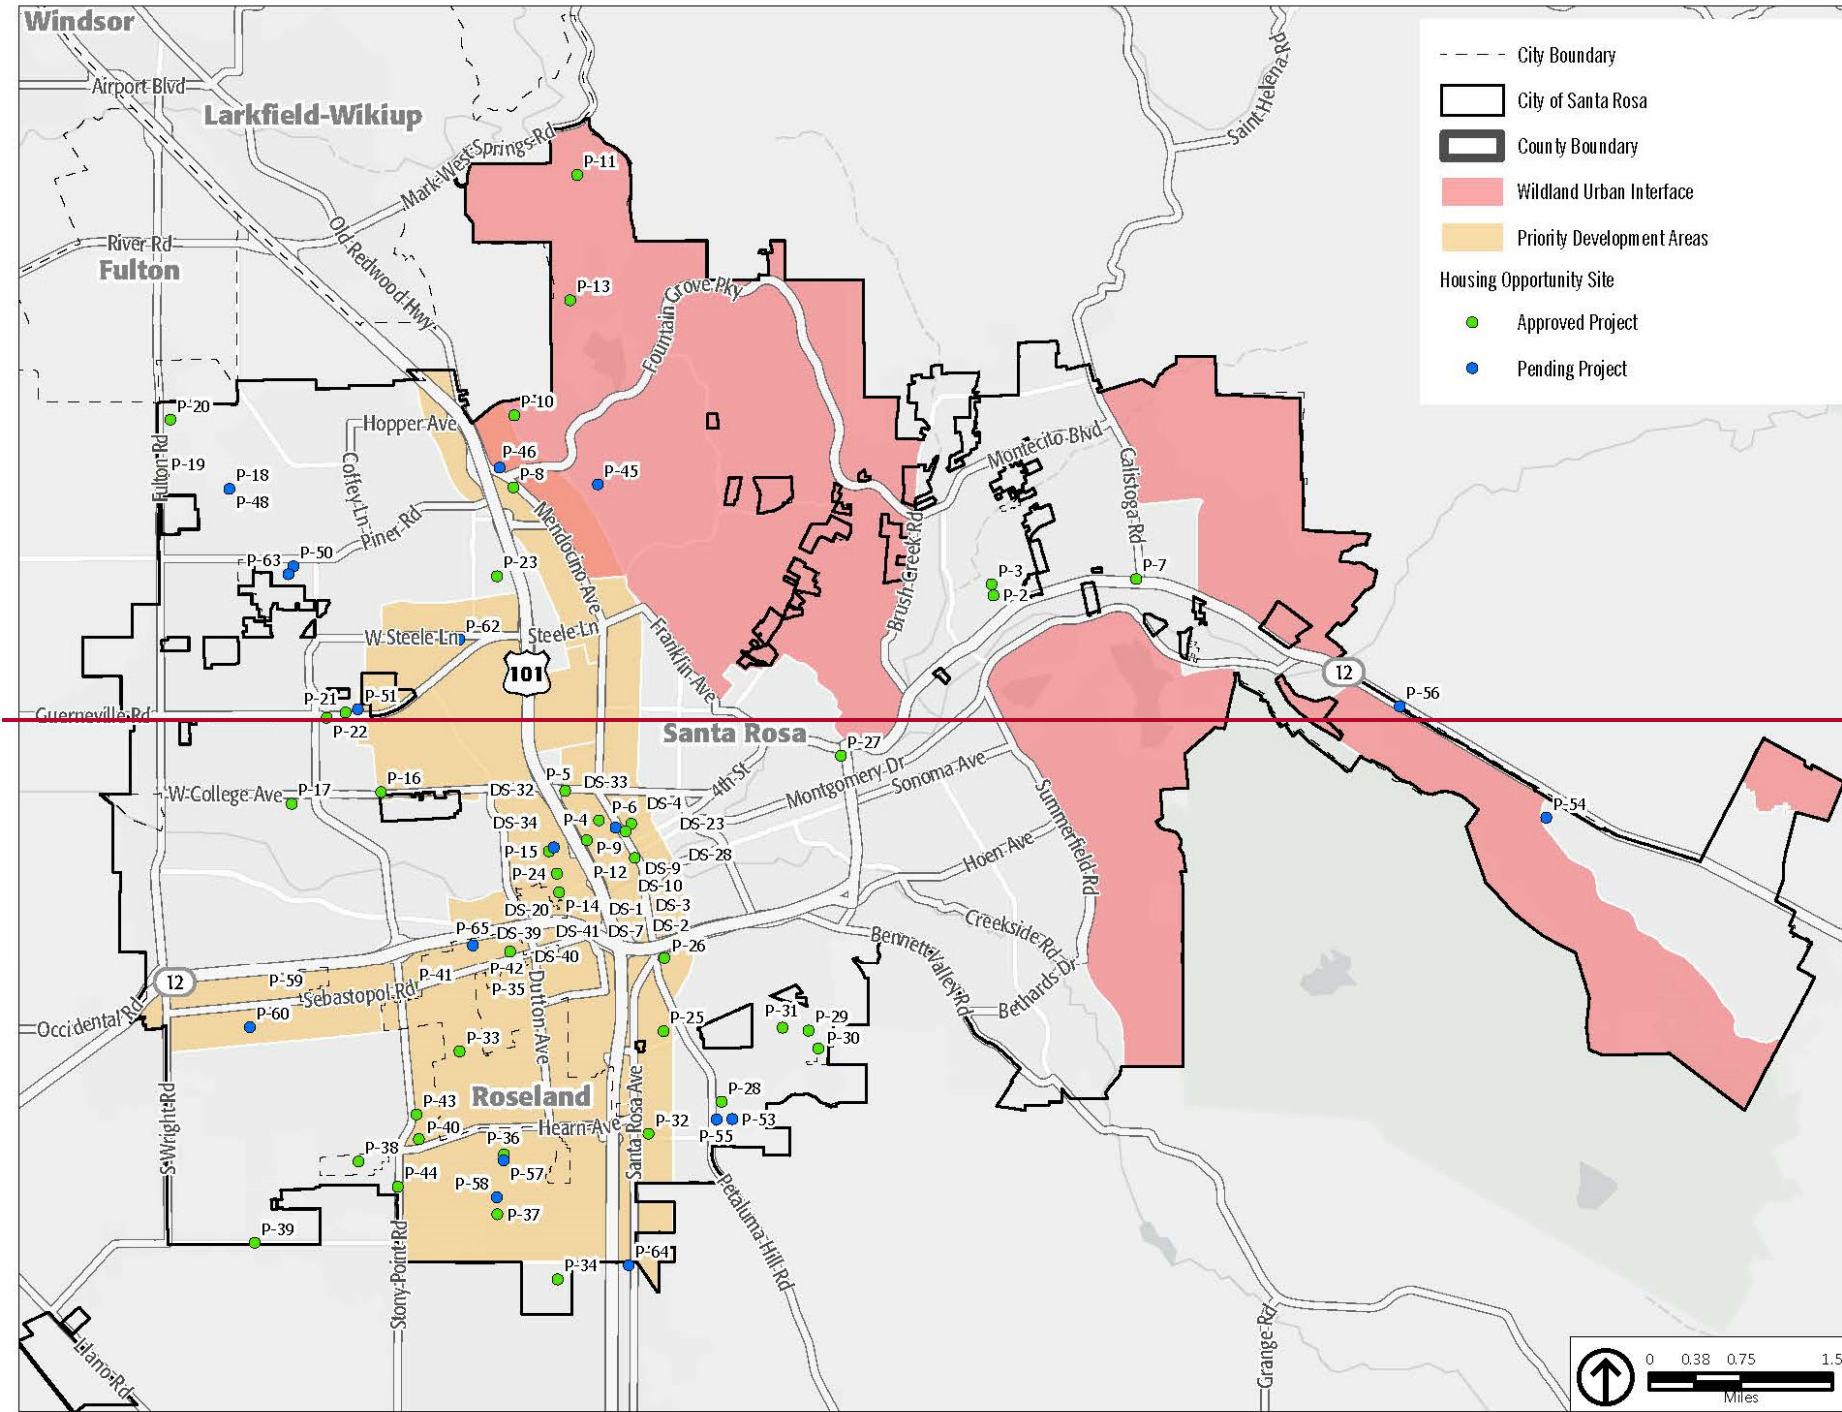 Windsor
Airport Blvd
Larkfield-Wikiup
Mark West Springs Rd
Saint Helena Rd
River Rd
Fulton
Old Redwood Hwy
City Boundary
City of Santa Rosa
County Boundary
Wildland Urban Interface
Priority Development Areas
Housing Opportunity Site
Approved Project
Pending Project
P-11
P-13
Fountain Grove Pky
P-10
P-20
Hopper Ave
Fulton Rd
P-19
P-18
P-48
Coffey Ln
Piner Rd
P-46
P-8
P-45
Mendocino Ave
Montecito Blvd
Calistoga Rd
Brush Creek Rd
P-63
P-50
P-23
P-3
P-2
P-7
W Steele Ln
P-62
Steele Ln
Franklin Ave
101
12
P-21
P-51
P-56
Guerneville Rd
P-22
Santa Rosa
P-27
W College Ave
P-17
P-16
DS-32
P-5
DS-33
4th St
Montgomery Dr
Sonoma Ave
Summerfield Rd
P-54
DS-34
P-4
P-6
DS-4
DS-23
P-15
P-9
DS-28
Hoen Ave
P-24
P-12
DS-9
DS-10
DS-20
P-14
DS-1
DS-3
P-65
DS-39
DS-41
DS-7
DS-2
Creekside Rd
Bennett Valley Rd
P-26
12
P-59
P-41
P-42
DS-40
P-35
Dutton Ave
Sebastopol Rd
Bethards Dr
Occidental Rd
P-60
P-25
P-31
P-29
P-30
P-33
S Wright Rd
Roseland
Santa Rosa Ave
P-28
P-43
P-40
Hearn Ave
P-32
P-53
P-55
P-38
P-36
P-57
P-44
P-58
P-37
Petaluma Hill Rd
P-39
Stony Point Rd
P-34
P-64
Llano Rd
Grange Rd
0 0.38 0.75 1.5
Miles